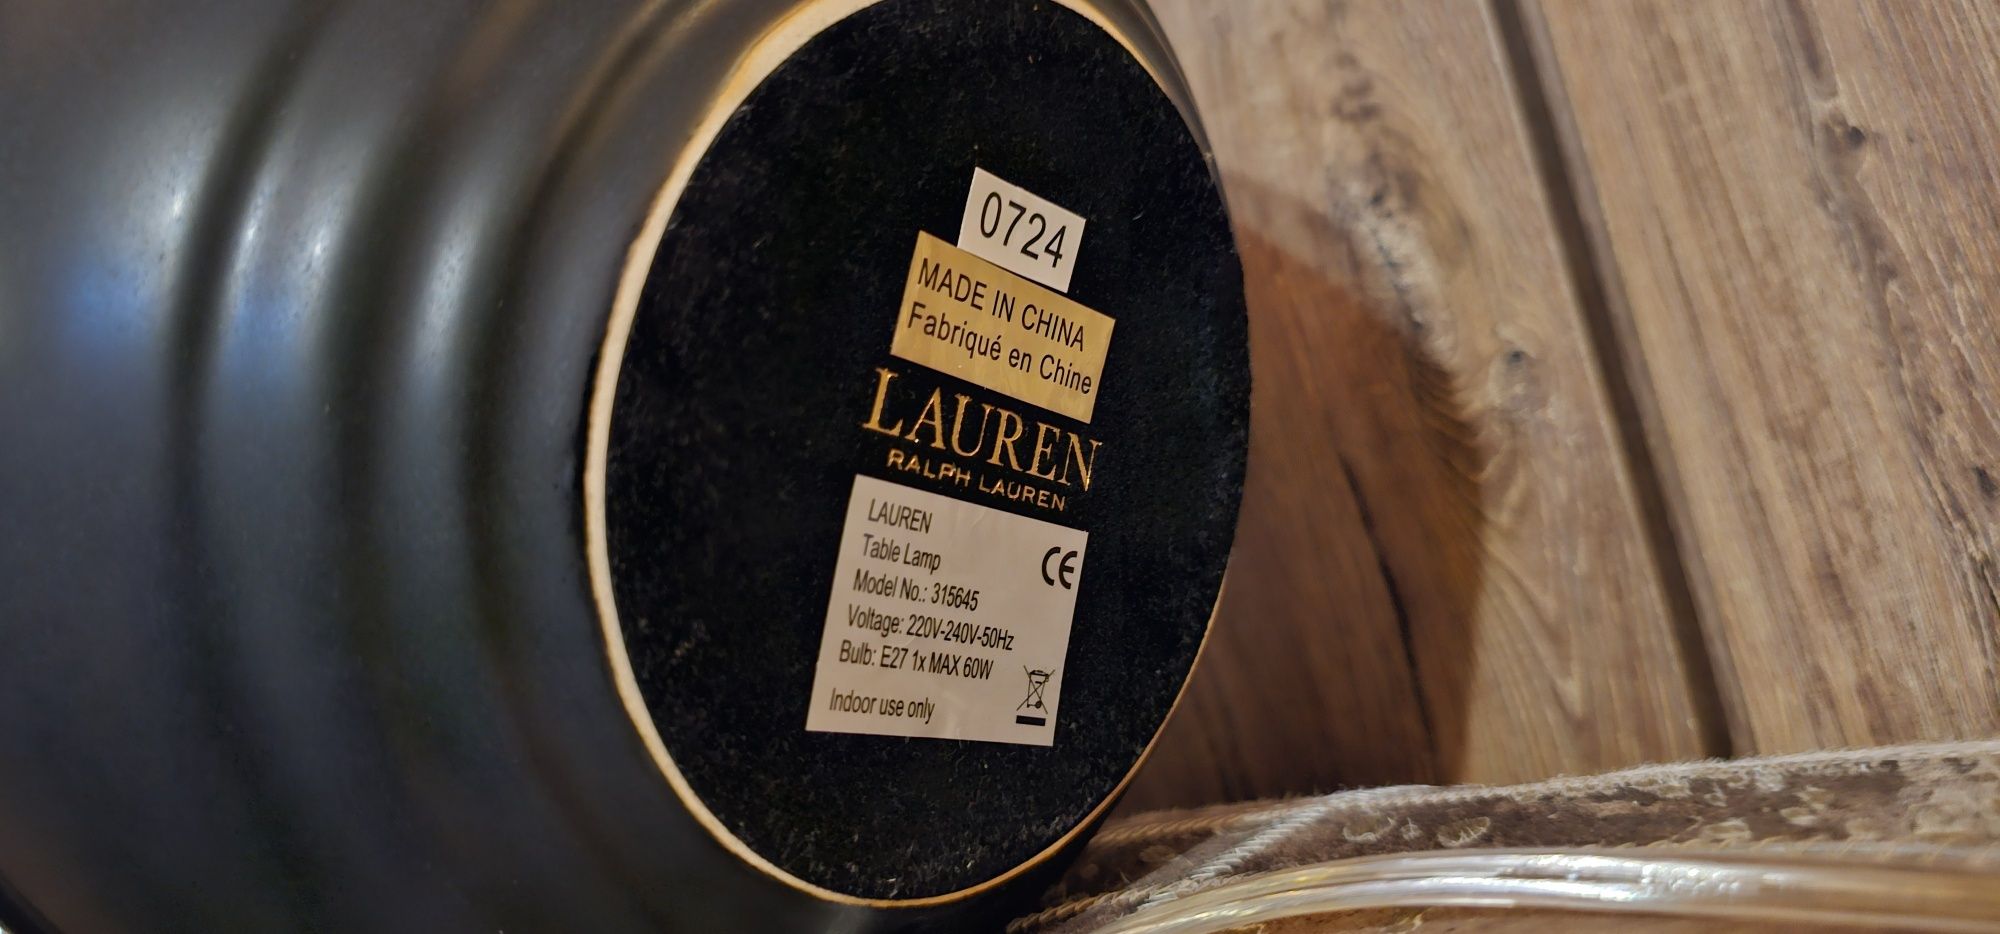 0724
MADE IN CHINA
Fabriqué en Chine
LAUREN
RALPH LAUREN
LAUREN
Table Lamp
CE
Model No.: 315645
Voltage: 220V-240V-50Hz
Bulb: E27 1x MAX 60W
Indoor use only